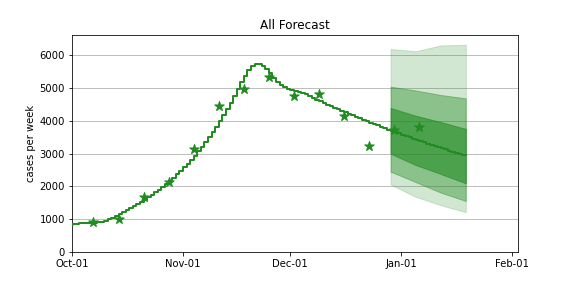 All Forecast
cases per week
6000
5000
4000
3000
2000
1000
0
Oct-01
Nov-01
Dec-01
Jan-01
Feb-01